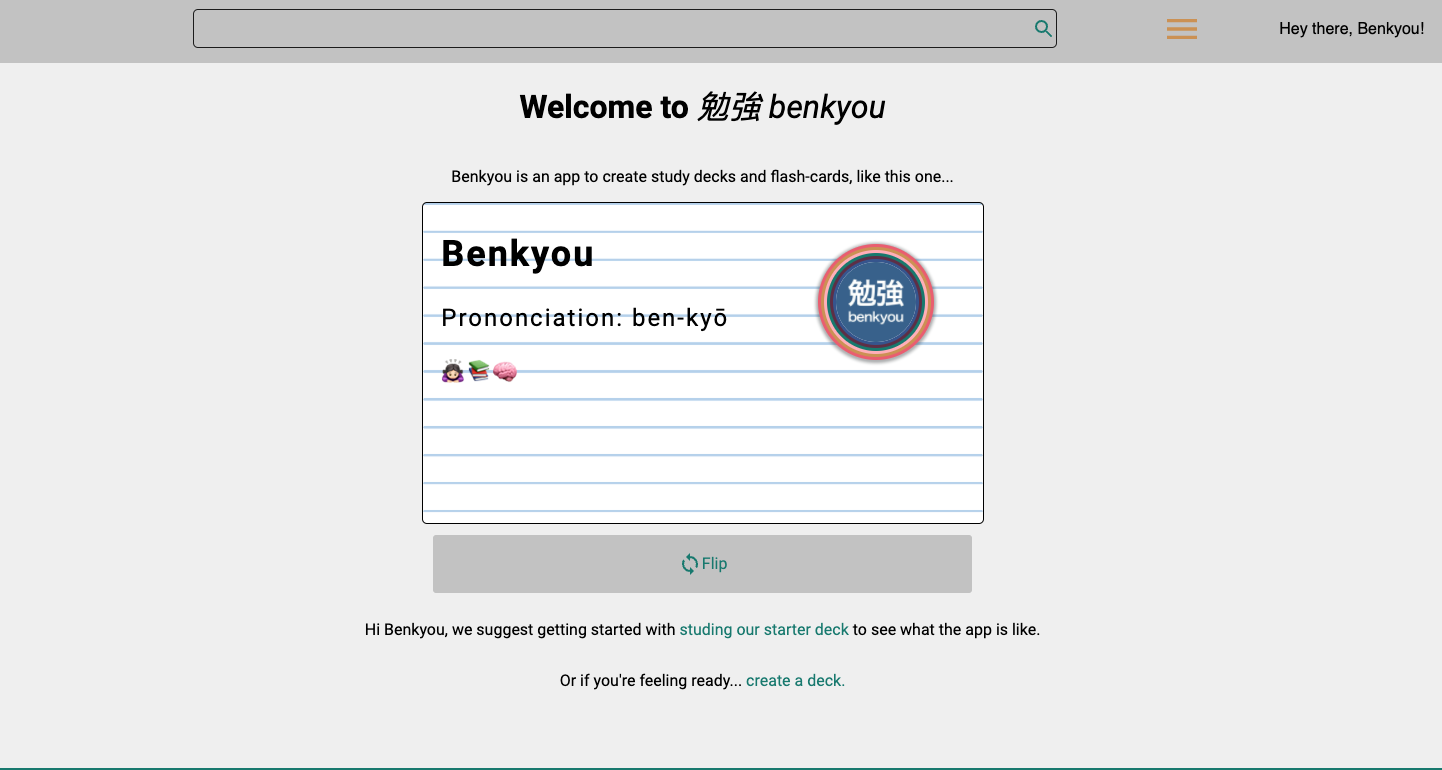 Hey there, Benkyou!
Welcome to 勉強 benkyou
Benkyou is an app to create study decks and flash-cards, like this one...
Benkyou
Prononciation: ben-kyō
🙇🏻‍♀️📚🧠
勉強
benkyou
Flip
Hi Benkyou, we suggest getting started with studing our starter deck to see what the app is like.
Or if you're feeling ready... create a deck.